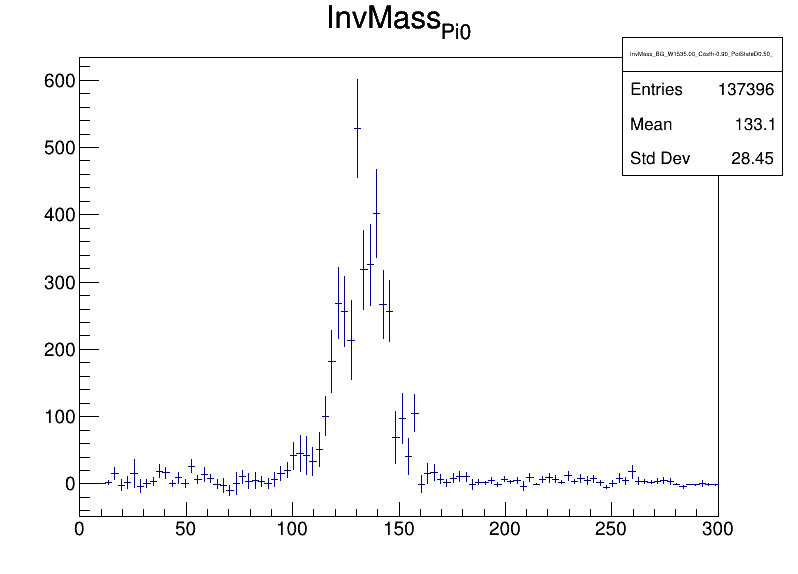 InvMass_Pi0
InvMass_BG_W1535.00_Costh-0.90_PolStateD0.50_
Entries 137396
Mean 133.1
Std Dev 28.45
600
500
400
300
200
100
0
0 50 100 150 200 250 300